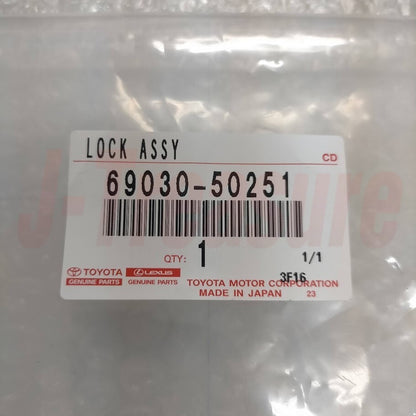 LOCK ASSY
CD
69030-50251
QTY: 1 1/1
3F16
TOYOTA LEXUS TOYOTA MOTOR CORPORATION
GENUINE PARTS GENUINE PARTS MADE IN JAPAN 23
J-Treasure